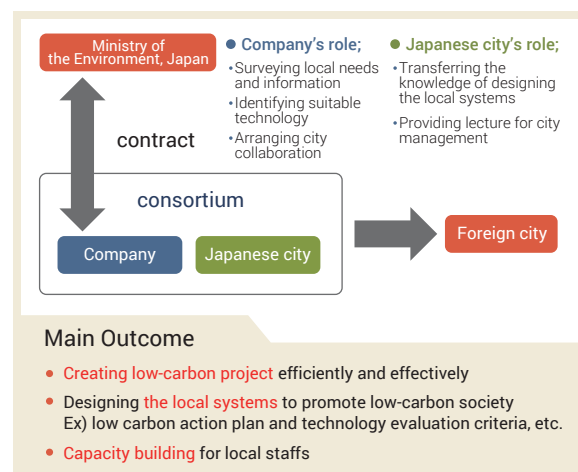 Ministry of
the Environment, Japan
● Company's role;
•Surveying local needs
and information
•Identifying suitable
technology
•Arranging city
collaboration
● Japanese city's role;
•Transferring the
knowledge of designing
the local systems
•Providing lecture for city
management
contract
consortium
Company
Japanese city
Foreign city
Main Outcome
• Creating low-carbon project efficiently and effectively
• Designing the local systems to promote low-carbon society
Ex) low carbon action plan and technology evaluation criteria, etc.
• Capacity building for local staffs